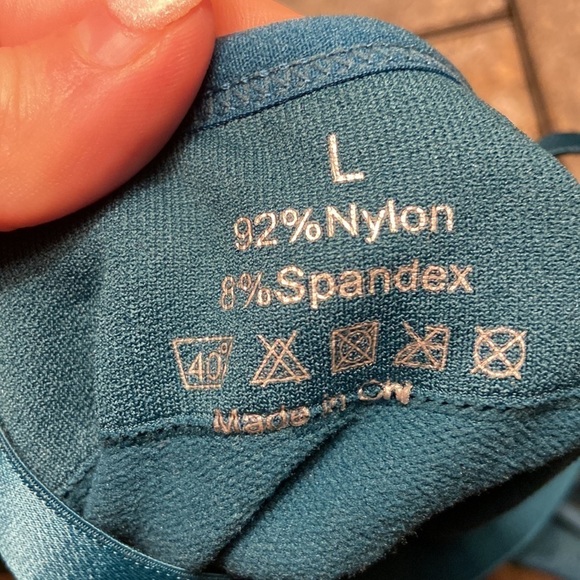 L
92%Nylon
8%Spandex
40°
Made in CN